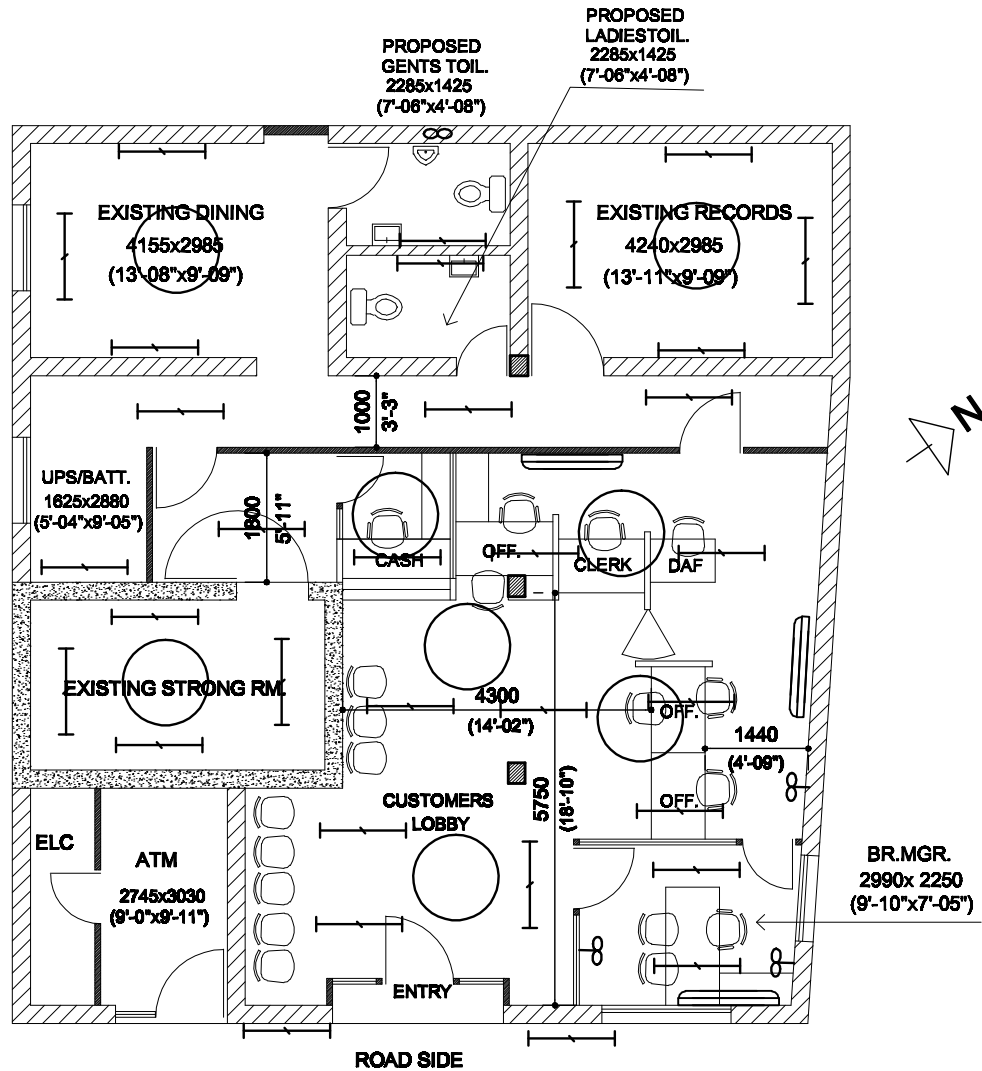 PROPOSED
LADIESTOIL.
2285x1425
(7'-06"x4'-08")
PROPOSED
GENTS TOIL.
2285x1425
(7'-06"x4'-08")
EXISTING DINING
4155x2985
(13'-08"x9'-09")
EXISTING RECORDS
4240x2985
(13'-11"x9'-09")
1000
3'-3"
N
UPS/BATT.
1625x2880
(5'-04"x9'-05")
1800
5'-11"
CASH
OFF.
CLERK
DAF
EXISTING STRONG RM.
4300
(14'-02")
OFF.
1440
(4'-09")
5750
(18'-10")
OFF.
CUSTOMERS
LOBBY
ELC
ATM
2745x3030
(9'-0"x9'-11")
BR.MGR.
2990x 2250
(9'-10"x7'-05")
ENTRY
ROAD SIDE